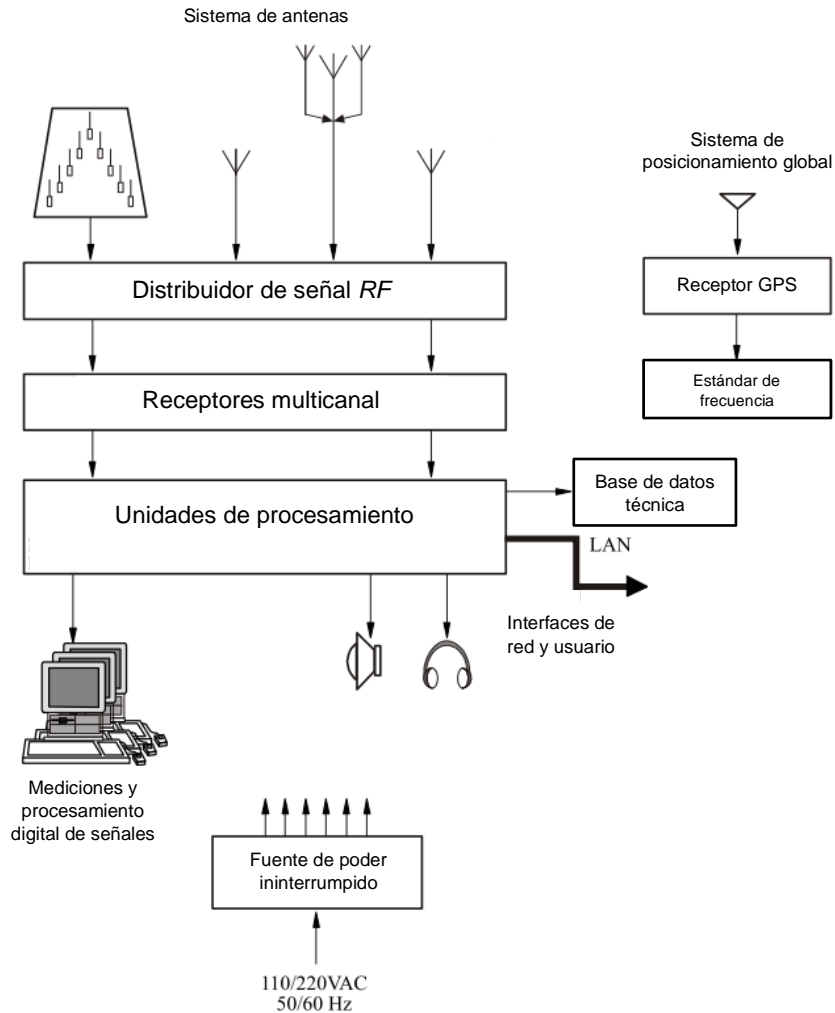 Sistema de antenas
Sistema de
posicionamiento global
Distribuidor de señal RF
Receptor GPS
Receptores multicanal
Estándar de
frecuencia
Unidades de procesamiento
Base de datos
técnica
LAN
Interfaces de
red y usuario
Mediciones y
procesamiento
digital de señales
Fuente de poder
ininterrumpido
110/220VAC
50/60 Hz